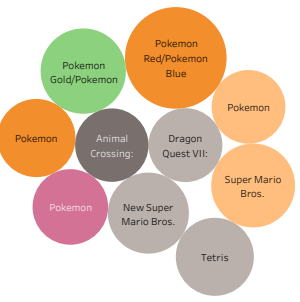 Pokemon
Red/Pokemon
Blue
Pokemon
Gold/Pokemon
Pokemon
Pokemon
Animal
Crossing:
Dragon
Quest VII:
Super Mario
Bros.
Pokemon
New Super
Mario Bros.
Tetris